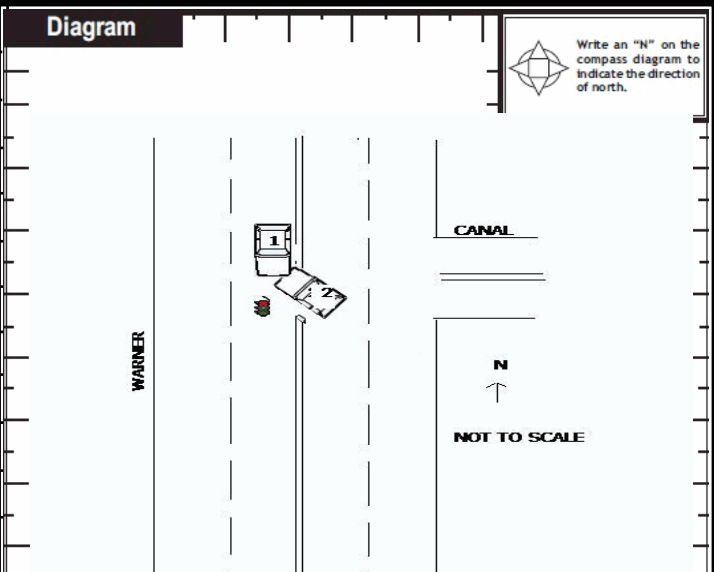 Diagram
Write an “N” on the
compass diagram to
indicate the direction
of north.
CANAL
1
2
WARNER
N
NOT TO SCALE